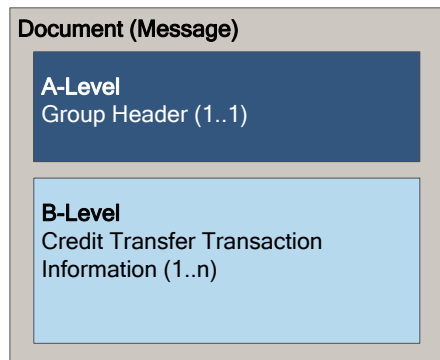 Document (Message)
A-Level
Group Header (1..1)
B-Level
Credit Transfer Transaction
Information (1..n)